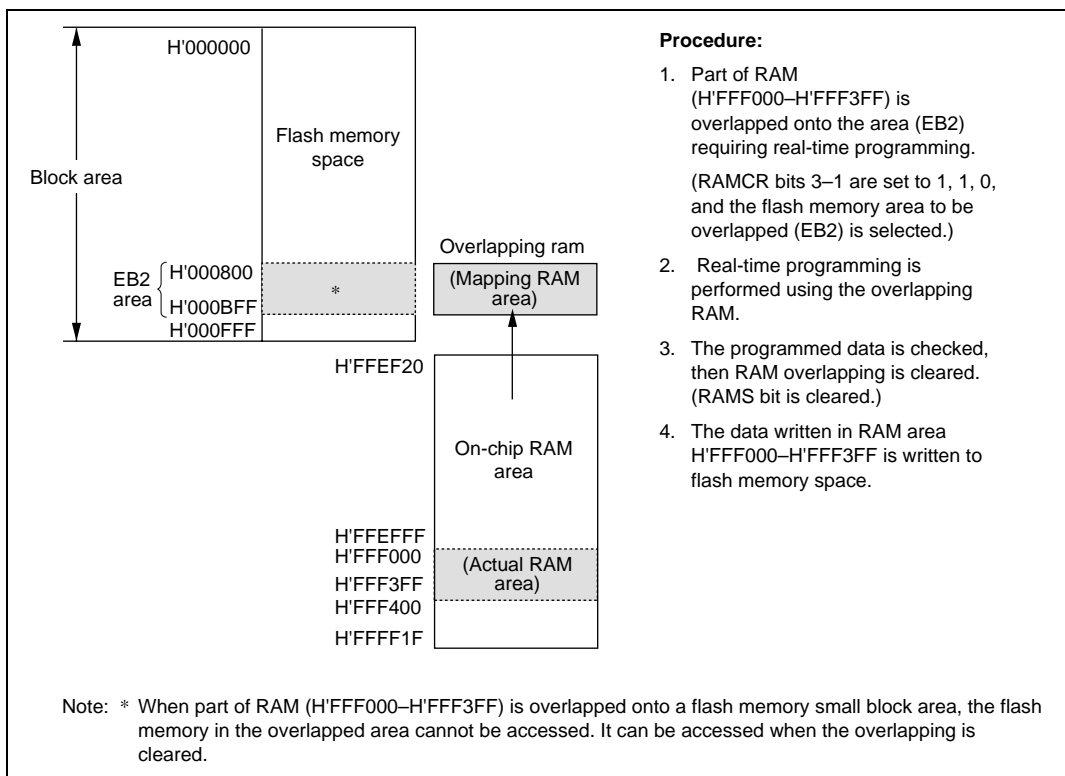 H'000000
Flash memory
space
Block area
EB2
area
H'000800
H'000BFF
H'000FFF
*
Overlapping ram
(Mapping RAM
area)
H'FFEF20
On-chip RAM
area
H'FFEFFF
H'FFF000
H'FFF3FF
H'FFF400
H'FFFF1F
(Actual RAM
area)
Procedure:
1. Part of RAM
(H'FFF000–H'FFF3FF) is
overlapped onto the area (EB2)
requiring real-time programming.
(RAMCR bits 3–1 are set to 1, 1, 0,
and the flash memory area to be
overlapped (EB2) is selected.)
2. Real-time programming is
performed using the overlapping
RAM.
3. The programmed data is checked,
then RAM overlapping is cleared.
(RAMS bit is cleared.)
4. The data written in RAM area
H'FFF000–H'FFF3FF is written to
flash memory space.
Note: * When part of RAM (H'FFF000–H'FFF3FF) is overlapped onto a flash memory small block area, the flash
memory in the overlapped area cannot be accessed. It can be accessed when the overlapping is
cleared.